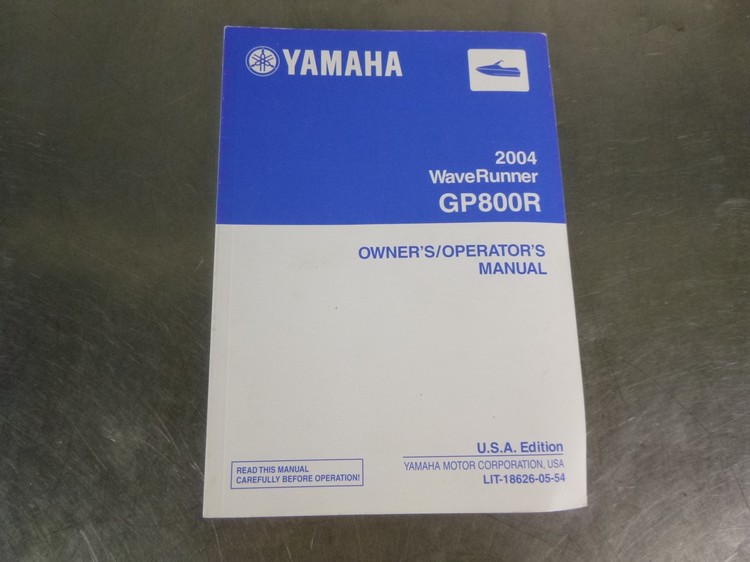 YAMAHA
2004
WaveRunner
GP800R
OWNER'S/OPERATOR'S
MANUAL
U.S.A. Edition
YAMAHA MOTOR CORPORATION, USA
LIT-18626-05-54
READ THIS MANUAL
CAREFULLY BEFORE OPERATION!